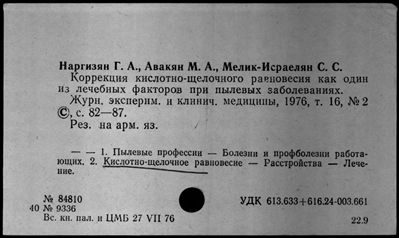 Наргизян Г. А., Авакян М. А., Мелик-Исраелян С. С.
Коррекция кислотно-щелочного равновесия как один
из лечебных факторов при пылевых заболеваниях.
Журн. эксперим. и клинич. медицины, 1976, т. 16, № 2
©, с. 82—87.
Рез. на арм. яз.
— — 1. Пылевые профессии — Болезни и профболезни работа-
ющих. 2. Кислотно-щелочное равновесие — Расстройства — Лече-
ние.
№ 84810
УДК 613.633+616.24-003.661
40 № 9336
Вс. кн. пал. и ЦМБ 27 VII 76
22.9